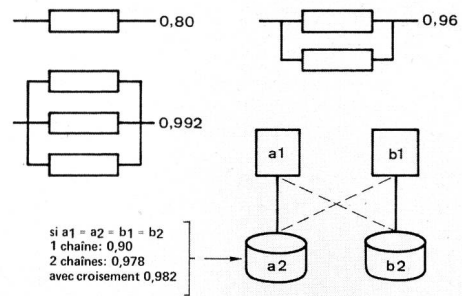 0,80
0,96
0,992
a1
b1
si a1 = a2 = b1 = b2
1 chaîne: 0,90
2 chaînes: 0,978
avec croisement 0,982
a2
b2